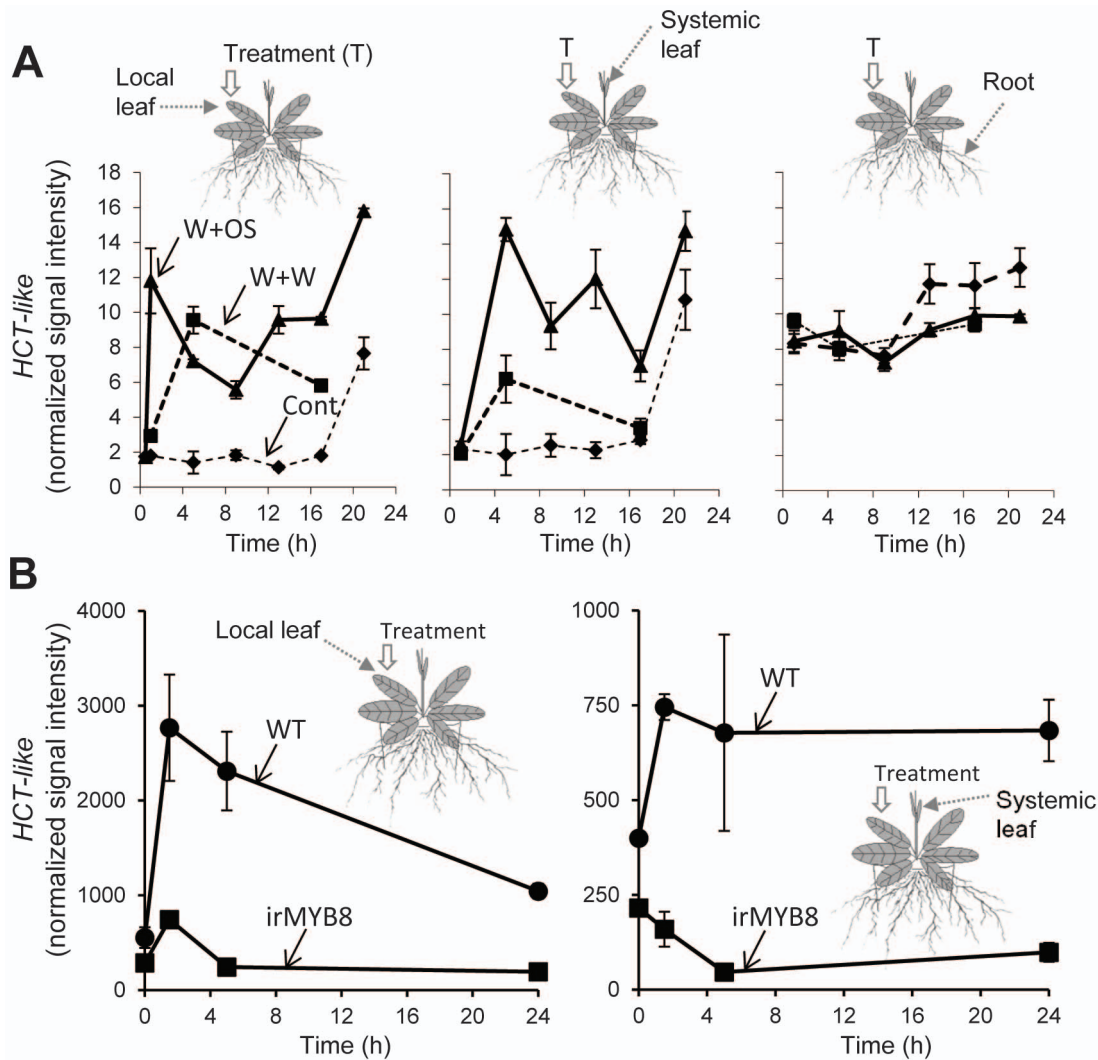 A
Treatment (T)
Local
leaf
T
Systemic
leaf
T
Root
HCT-like
(normalized signal intensity)
18
16
14
12
10
8
6
4
2
0
W+OS
W+W
Cont
0 4 8 12 16 20 24
Time (h)
0 4 8 12 16 20 24
Time (h)
0 4 8 12 16 20 24
Time (h)
B
HCT-like
(normalized signal intensity)
4000
3000
2000
1000
0
Local leaf
Treatment
WT
irMYB8
0 4 8 12 16 20 24
Time (h)
1000
750
500
250
0
WT
Treatment
Systemic
leaf
irMYB8
0 4 8 12 16 20 24
Time (h)